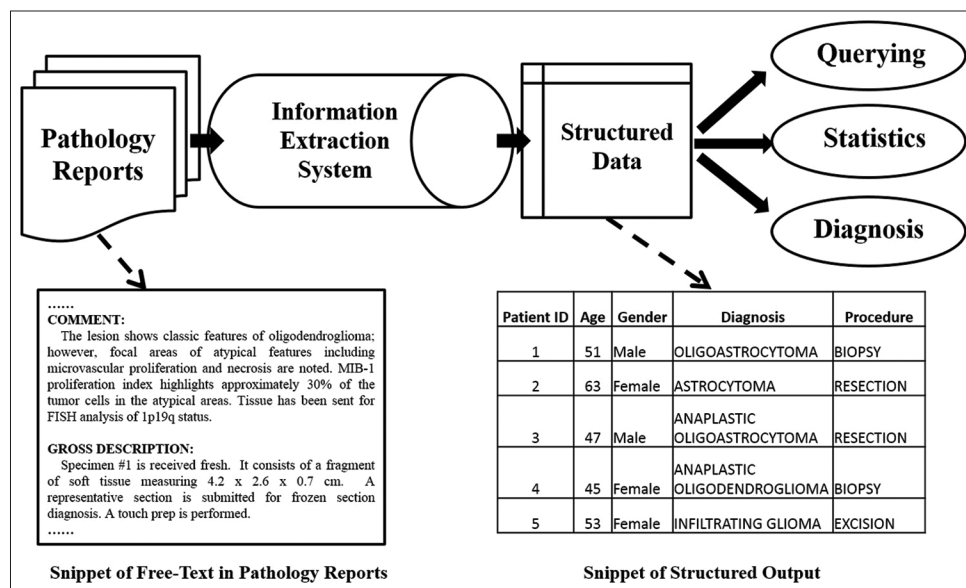 Pathology
Reports
Information
Extraction
System
Structured
Data
Querying
Statistics
Diagnosis
......
COMMENT:
The lesion shows classic features of oligodendroglioma;
however, focal areas of atypical features including
microvascular proliferation and necrosis are noted. MIB-1
proliferation index highlights approximately 30% of the
tumor cells in the atypical areas. Tissue has been sent for
FISH analysis of 1p19q status.
GROSS DESCRIPTION:
Specimen #1 is received fresh. It consists of a fragment
of soft tissue measuring 4.2 x 2.6 x 0.7 cm. A
representative section is submitted for frozen section
diagnosis. A touch prep is performed.
......
Snippet of Free-Text in Pathology Reports
Patient ID Age Gender Diagnosis Procedure
1 51 Male OLIGOASTROCYTOMA BIOPSY
2 63 Female ASTROCYTOMA RESECTION
ANAPLASTIC
3 47 Male OLIGOASTROCYTOMA RESECTION
ANAPLASTIC
4 45 Female OLIGODENDROGLIOMA BIOPSY
5 53 Female INFILTRATING GLIOMA EXCISION
Snippet of Structured Output